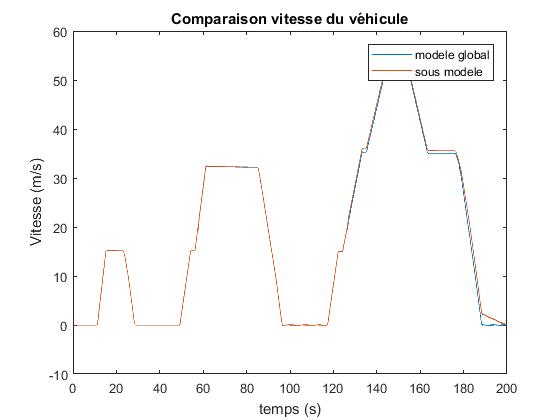 Comparaison vitesse du véhicule
modele global
sous modele
60
50
40
30
20
10
0
-10
Vitesse (m/s)
0 20 40 60 80 100 120 140 160 180 200
temps (s)